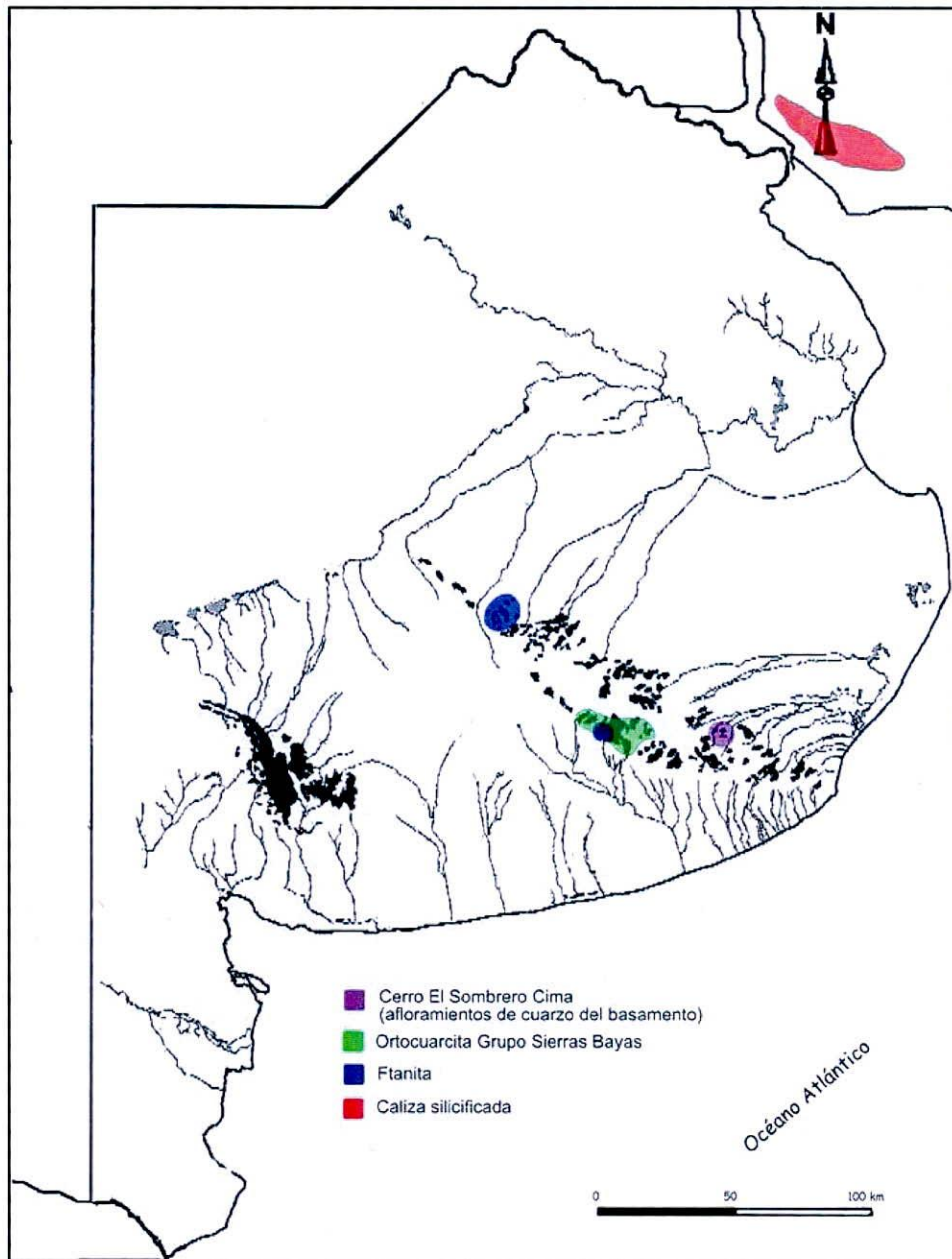 N
Cerro El Sombrero Cima
(afloramientos de cuarzo del basamento)
Ortocuarcita Grupo Sierras Bayas
Ftanita
Caliza silicificada
Océano Atlántico
0 50 100 km